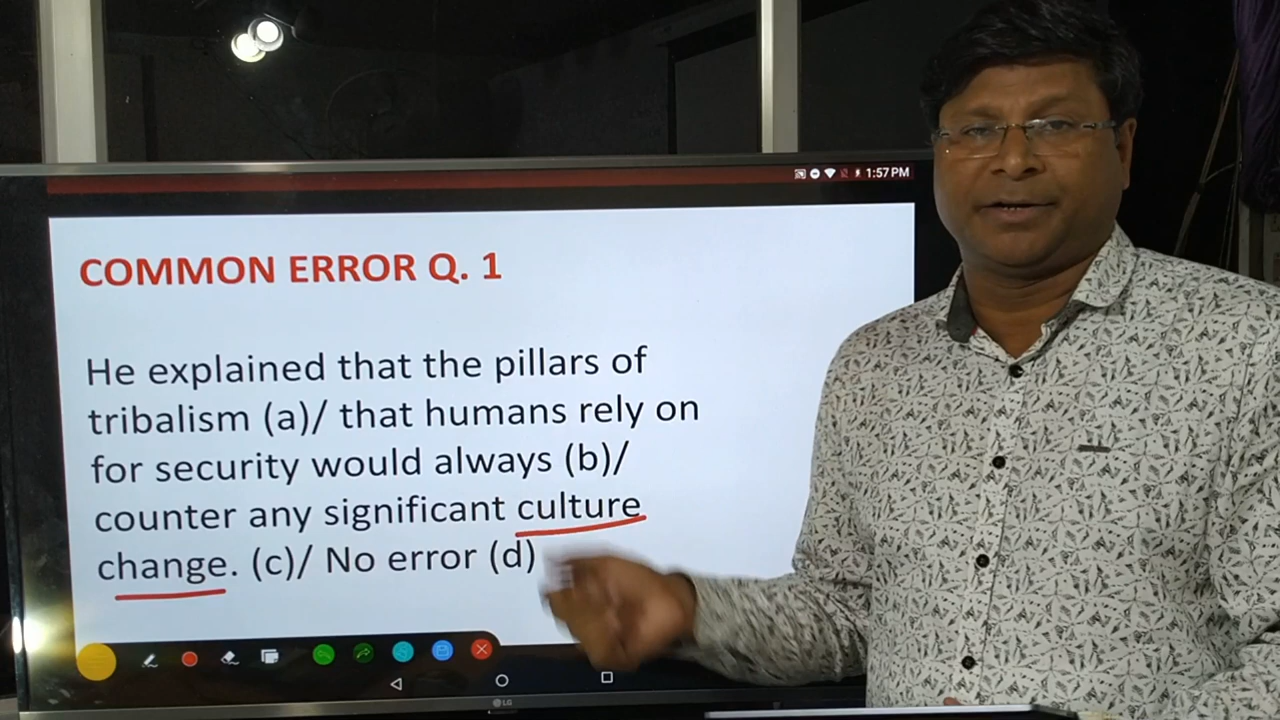 1:57 PM
COMMON ERROR Q. 1
He explained that the pillars of
tribalism (a)/ that humans rely on
for security would always (b)/
counter any significant culture
change. (c)/ No error (d)
LG